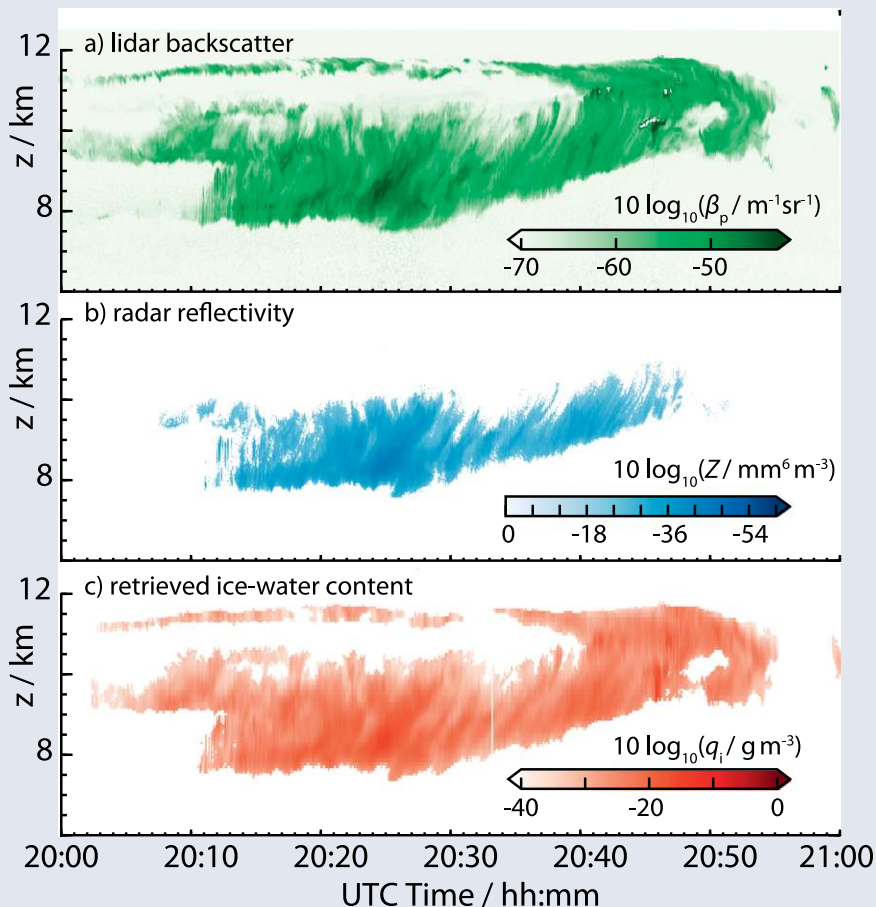 a) lidar backscatter
12
8
z / km
10 log₁₀(βₚ / m⁻¹sr⁻¹)
-70 -60 -50
b) radar reflectivity
12
8
z / km
10 log₁₀(Z / mm⁶ m⁻³)
0 -18 -36 -54
c) retrieved ice-water content
12
8
z / km
10 log₁₀(qᵢ / g m⁻³)
-40 -20 0
20:00 20:10 20:20 20:30 20:40 20:50 21:00
UTC Time / hh:mm